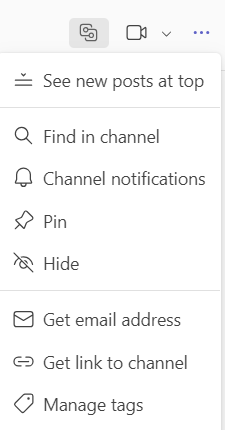 See new posts at top
Find in channel
Channel notifications
Pin
Hide
Get email address
Get link to channel
Manage tags